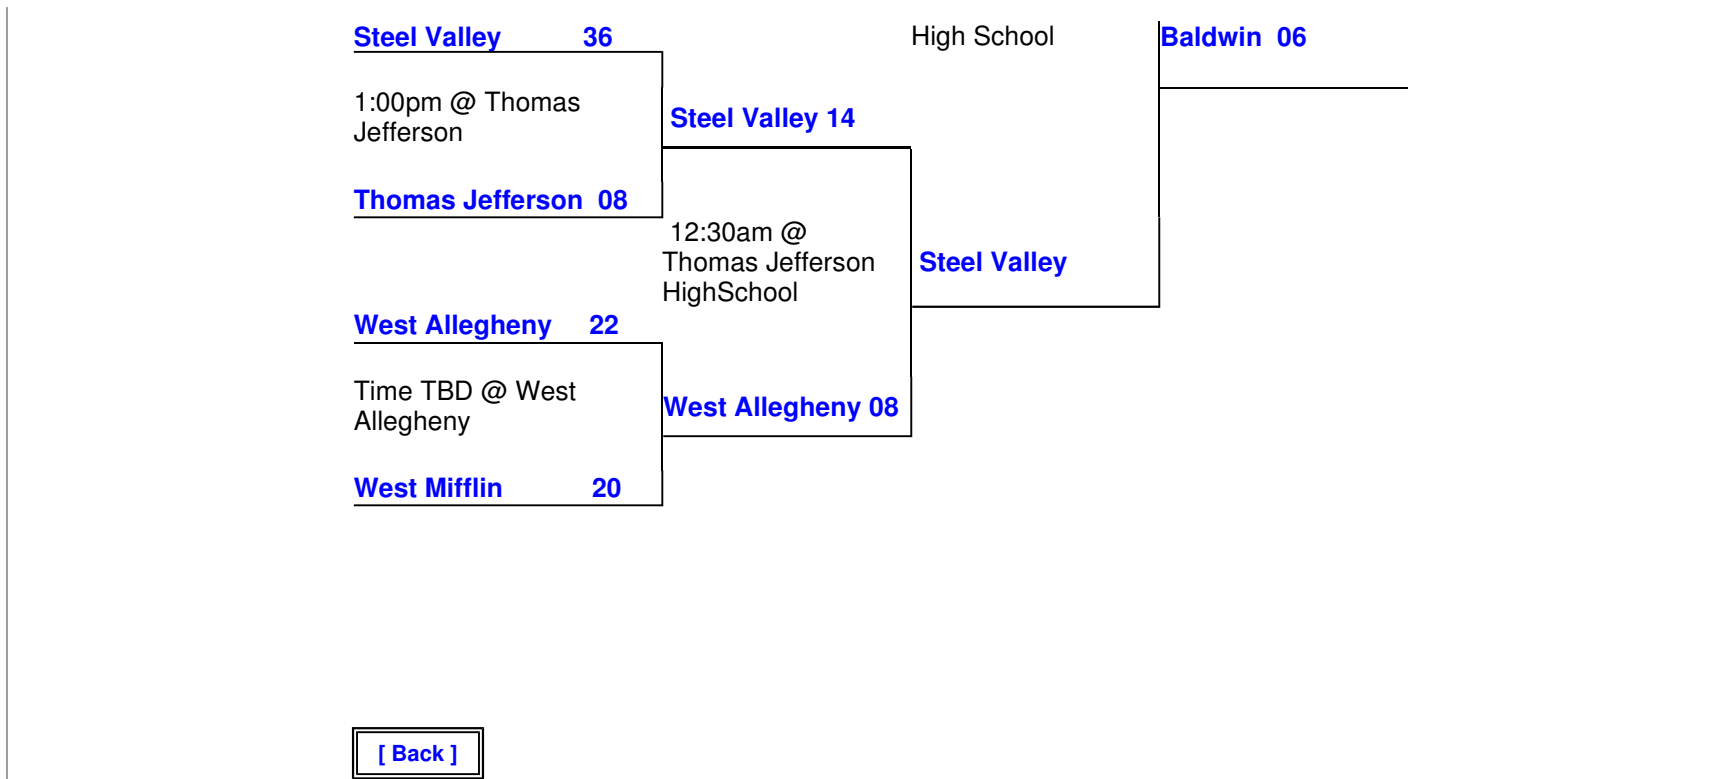 Steel Valley 36
High School
Baldwin 06
1:00pm @ Thomas
Jefferson
Steel Valley 14
Thomas Jefferson 08
12:30am @
Thomas Jefferson
HighSchool
Steel Valley
West Allegheny 22
Time TBD @ West
Allegheny
West Allegheny 08
West Mifflin 20
[ Back ]